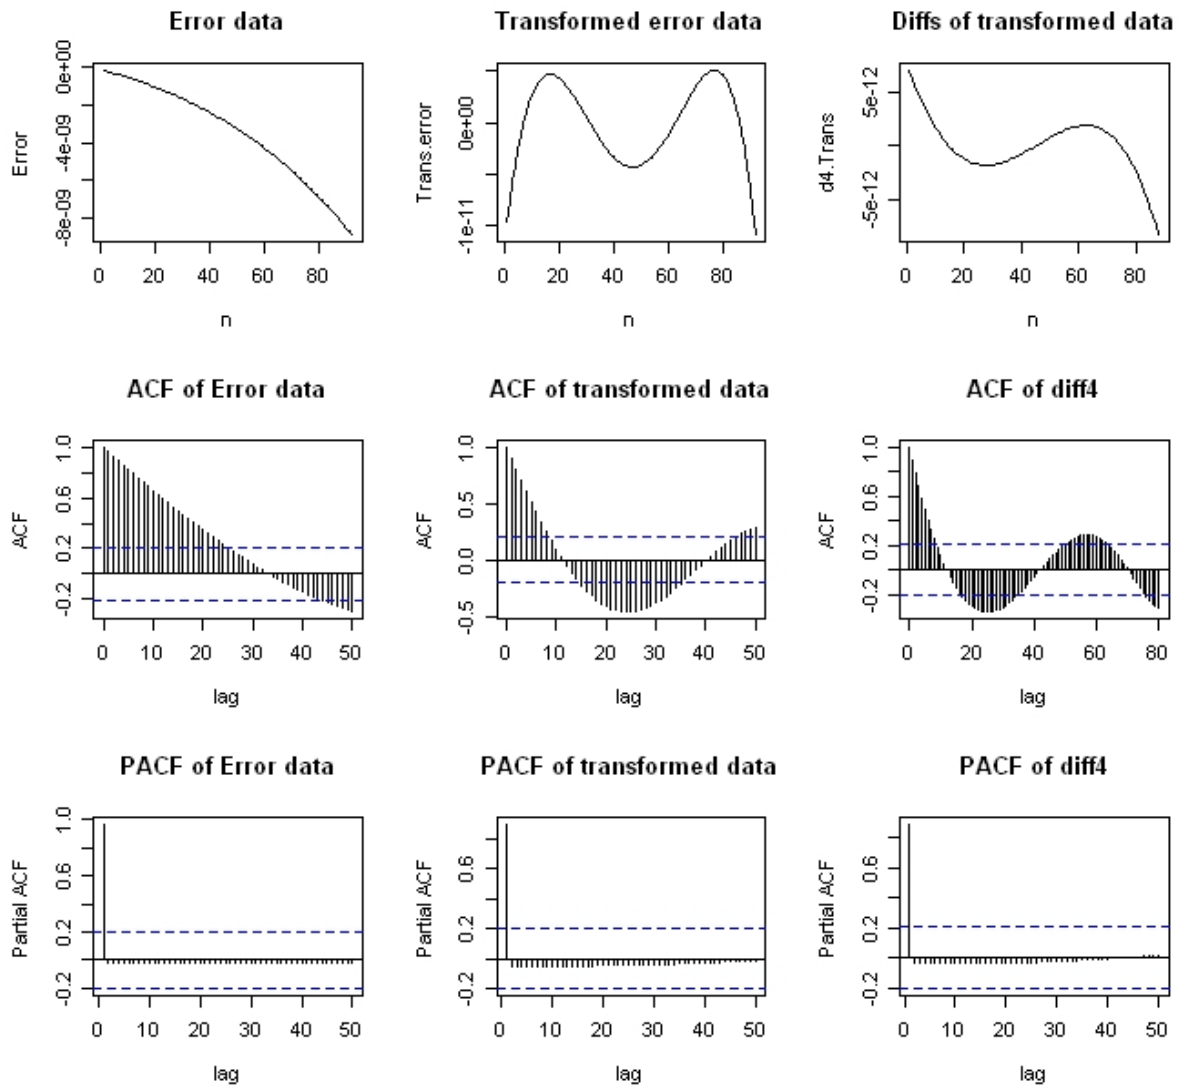 Error data
Error
0e+00
-4e-09
-8e-09
0 20 40 60 80
n
Transformed error data
Trans.error
0e+00
-1e-11
0 20 40 60 80
n
Diffs of transformed data
d4.Trans
5e-12
-5e-12
0 20 40 60 80
n
ACF of Error data
ACF
1.0
0.6
0.2
-0.2
0 10 20 30 40 50
lag
ACF of transformed data
ACF
1.0
0.5
0.0
-0.5
0 10 20 30 40 50
lag
ACF of diff4
ACF
1.0
0.6
0.2
-0.2
0 20 40 60 80
lag
PACF of Error data
Partial ACF
1.0
0.6
0.2
-0.2
0 10 20 30 40 50
lag
PACF of transformed data
Partial ACF
0.6
0.2
-0.2
0 10 20 30 40 50
lag
PACF of diff4
Partial ACF
0.6
0.2
-0.2
0 10 20 30 40 50
lag